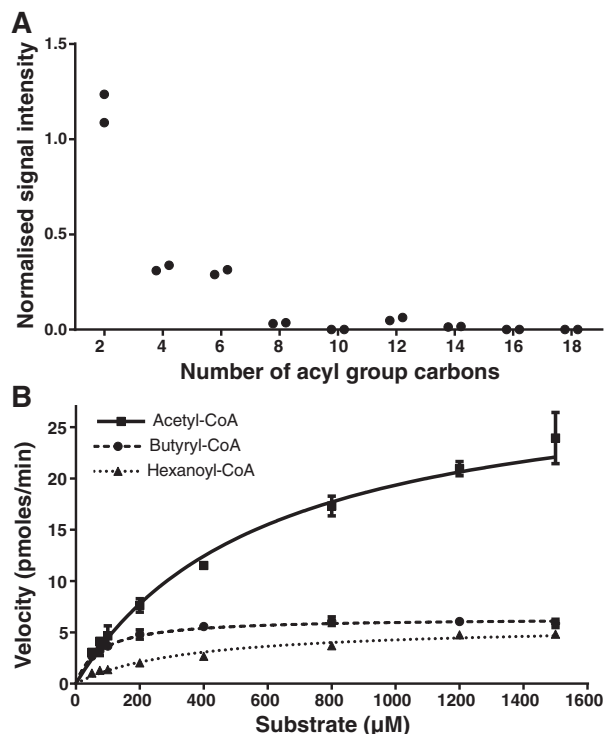 A
Normalised signal intensity
1.5
1.0
0.5
0.0
2 4 6 8 10 12 14 16 18
Number of acyl group carbons
B
Velocity (pmoles/min)
25
20
15
10
5
0
Acetyl-CoA
Butyryl-CoA
Hexanoyl-CoA
0 200 400 600 800 1000 1200 1400 1600
Substrate (µM)